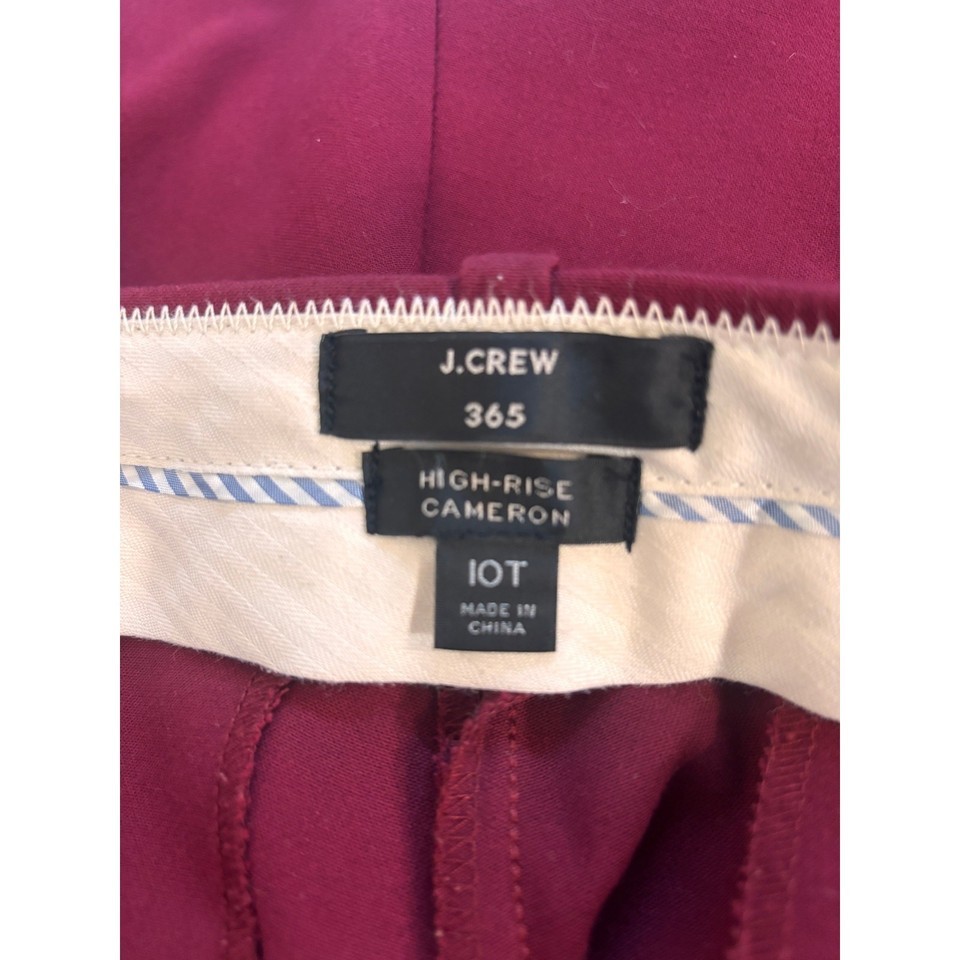 J.CREW
365
HIGH-RISE
CAMERON
10T
MADE IN
CHINA